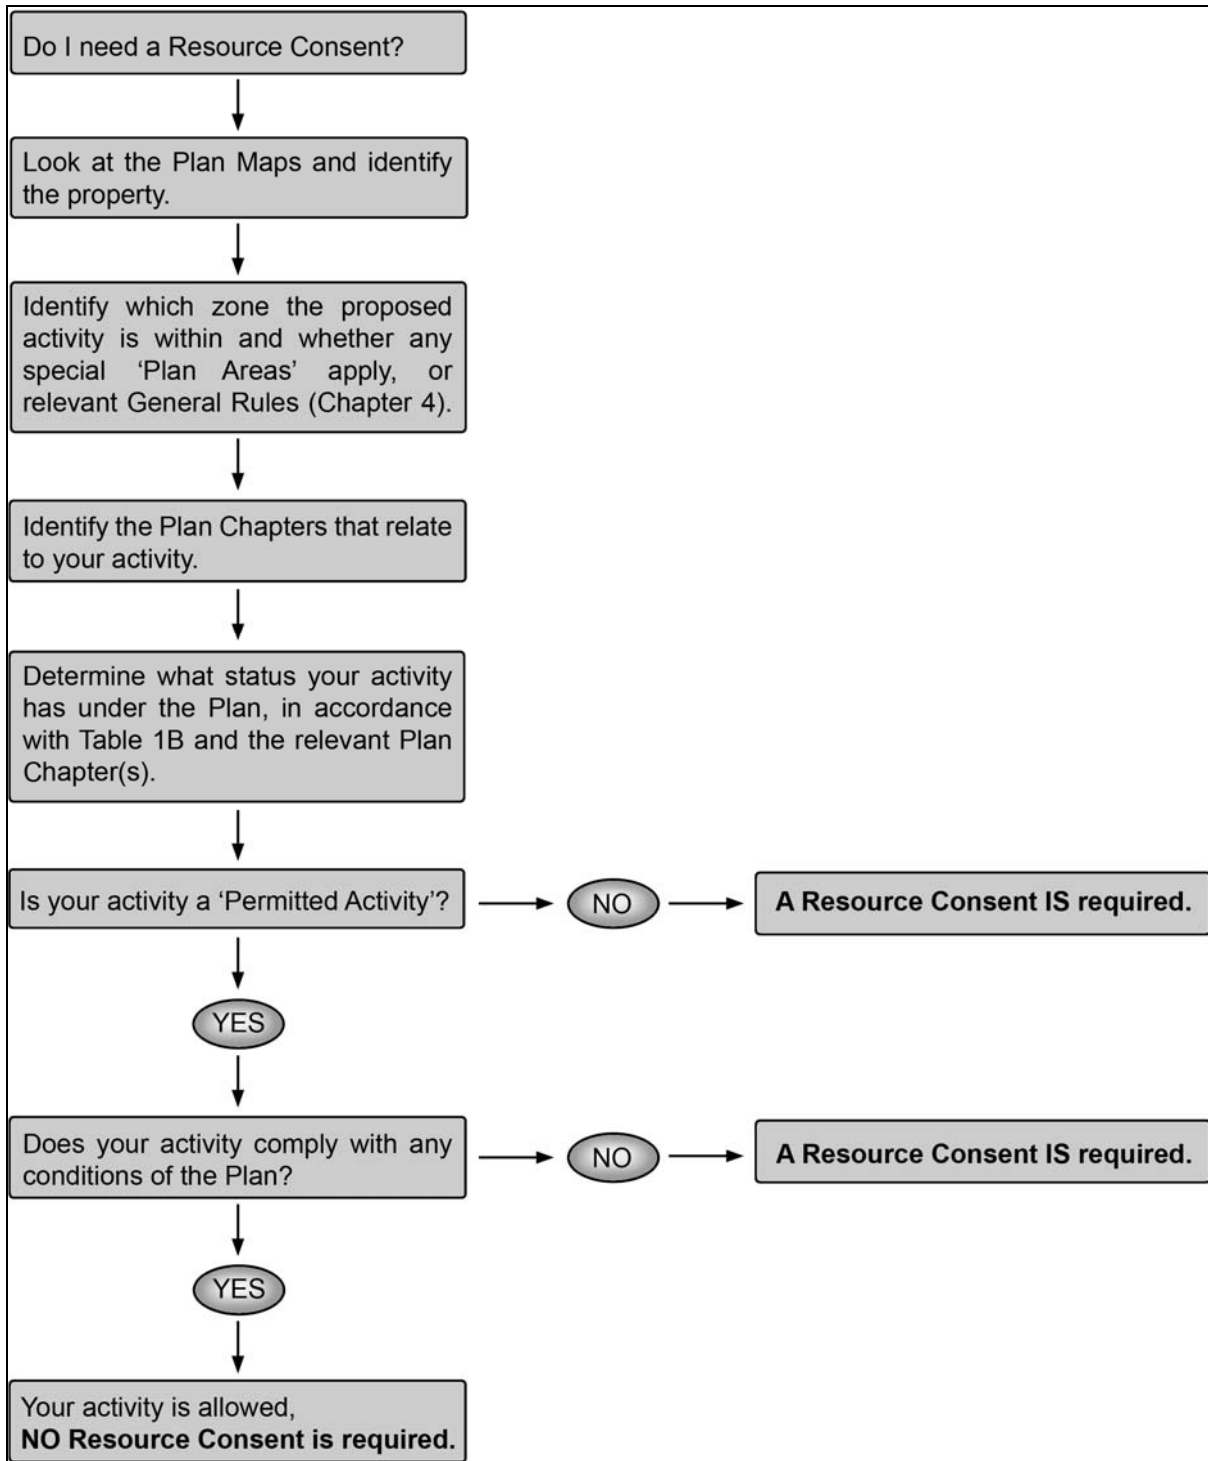 Do I need a Resource Consent?
Look at the Plan Maps and identify
the property.
Identify which zone the proposed
activity is within and whether any
special ‘Plan Areas’ apply, or
relevant General Rules (Chapter 4).
Identify the Plan Chapters that relate
to your activity.
Determine what status your activity
has under the Plan, in accordance
with Table 1B and the relevant Plan
Chapter(s).
Is your activity a ‘Permitted Activity’?
NO
A Resource Consent IS required.
YES
Does your activity comply with any
conditions of the Plan?
NO
A Resource Consent IS required.
YES
Your activity is allowed,
NO Resource Consent is required.